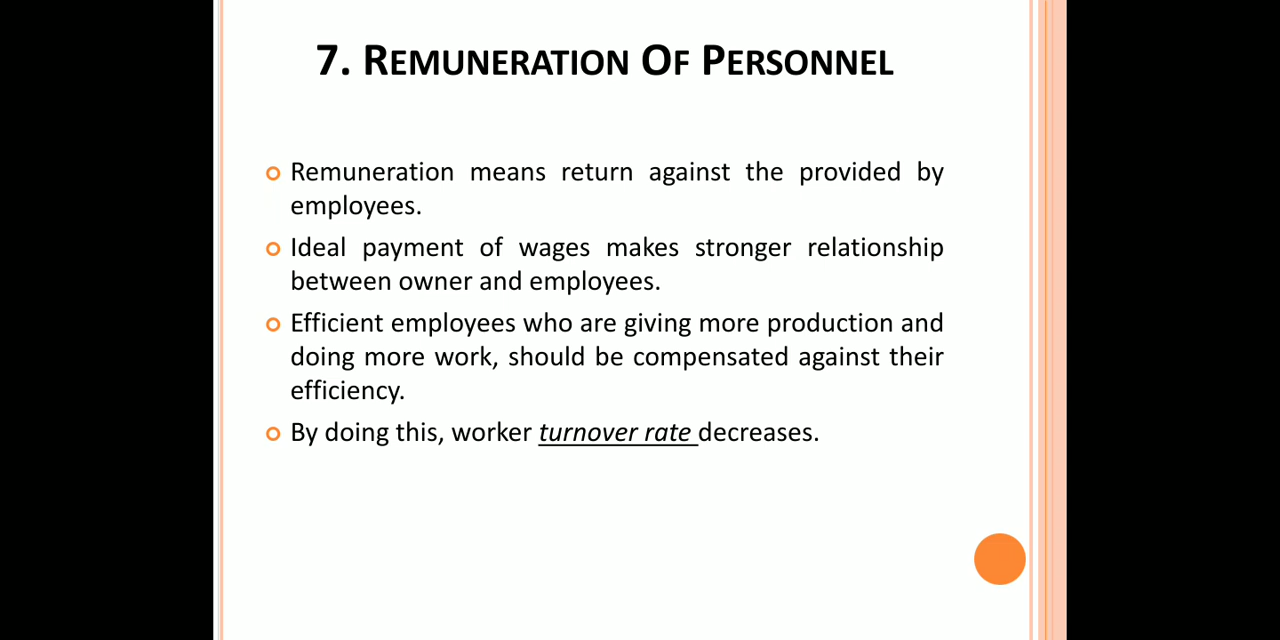 7. REMUNERATION OF PERSONNEL
Remuneration means return against the provided by
employees.
Ideal payment of wages makes stronger relationship
between owner and employees.
Efficient employees who are giving more production and
doing more work, should be compensated against their
efficiency.
By doing this, worker turnover rate decreases.